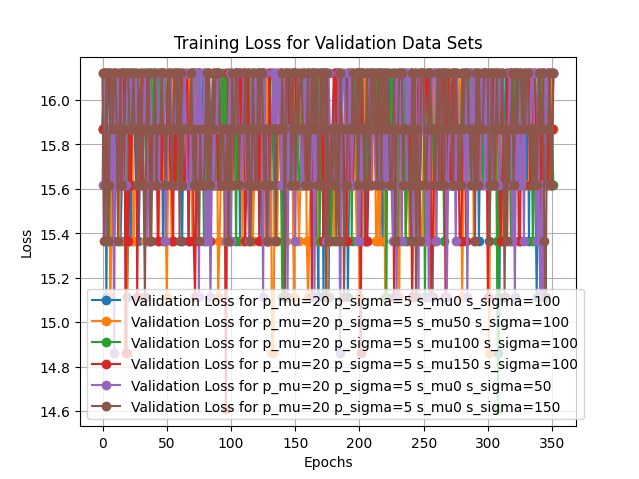 Training Loss for Validation Data Sets
Loss
16.0
15.8
15.6
15.4
15.2
15.0
14.8
14.6
Validation Loss for p_mu=20 p_sigma=5 s_mu0 s_sigma=100
Validation Loss for p_mu=20 p_sigma=5 s_mu50 s_sigma=100
Validation Loss for p_mu=20 p_sigma=5 s_mu100 s_sigma=100
Validation Loss for p_mu=20 p_sigma=5 s_mu150 s_sigma=100
Validation Loss for p_mu=20 p_sigma=5 s_mu0 s_sigma=50
Validation Loss for p_mu=20 p_sigma=5 s_mu0 s_sigma=150
0 50 100 150 200 250 300 350
Epochs